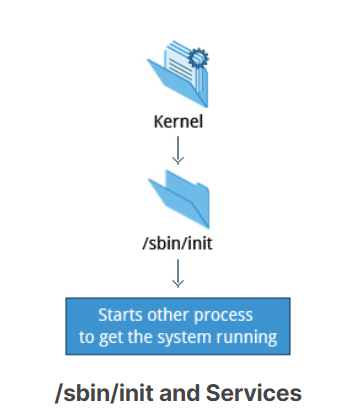 Kernel
/sbin/init
Starts other process
to get the system running
/sbin/init and Services